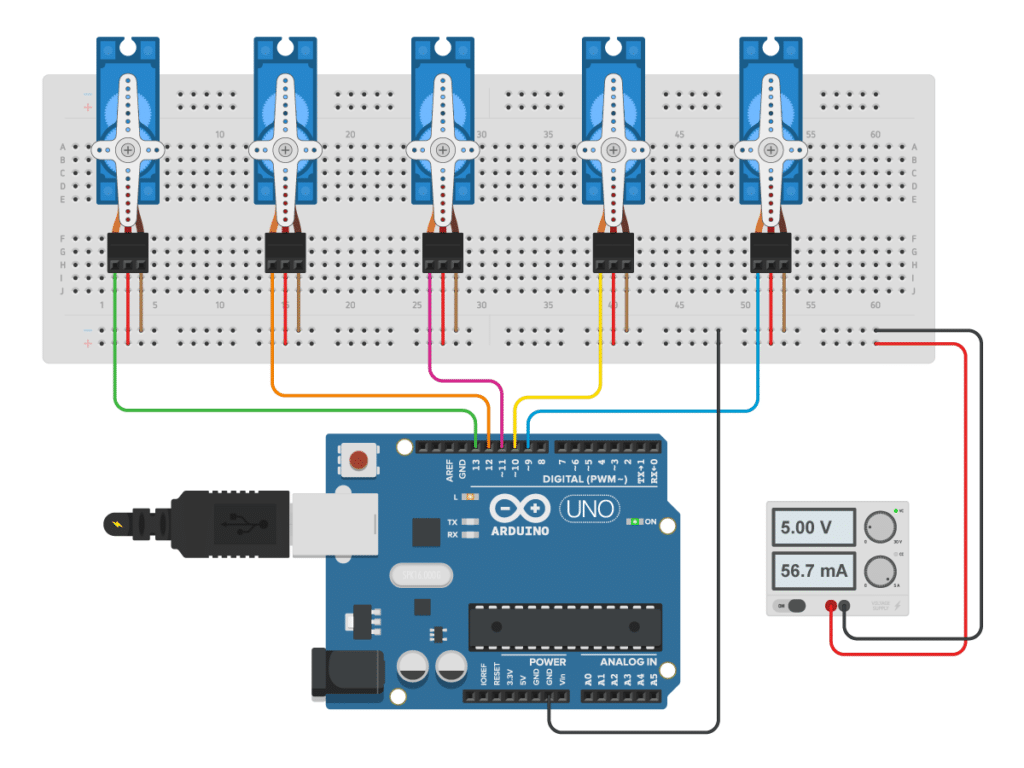 10 20 30 35 45 55 60
A A
B B
C C
D D
E E
F F
G G
H H
I I
J J
1 5 15 20 25 30 35 40 45 50 55 60
AREF
GND
13
12
~11
~10
~9
8
7
~6
~5
4
~3
2
TX→1
RX←0
DIGITAL (PWM~)
L
TX
RX
ARDUINO
UNO
ON
IOREF
RESET
3.3V
5V
GND
GND
Vin
POWER
ANALOG IN
A0
A1
A2
A3
A4
A5
5.00 V
56.7 mA
ON